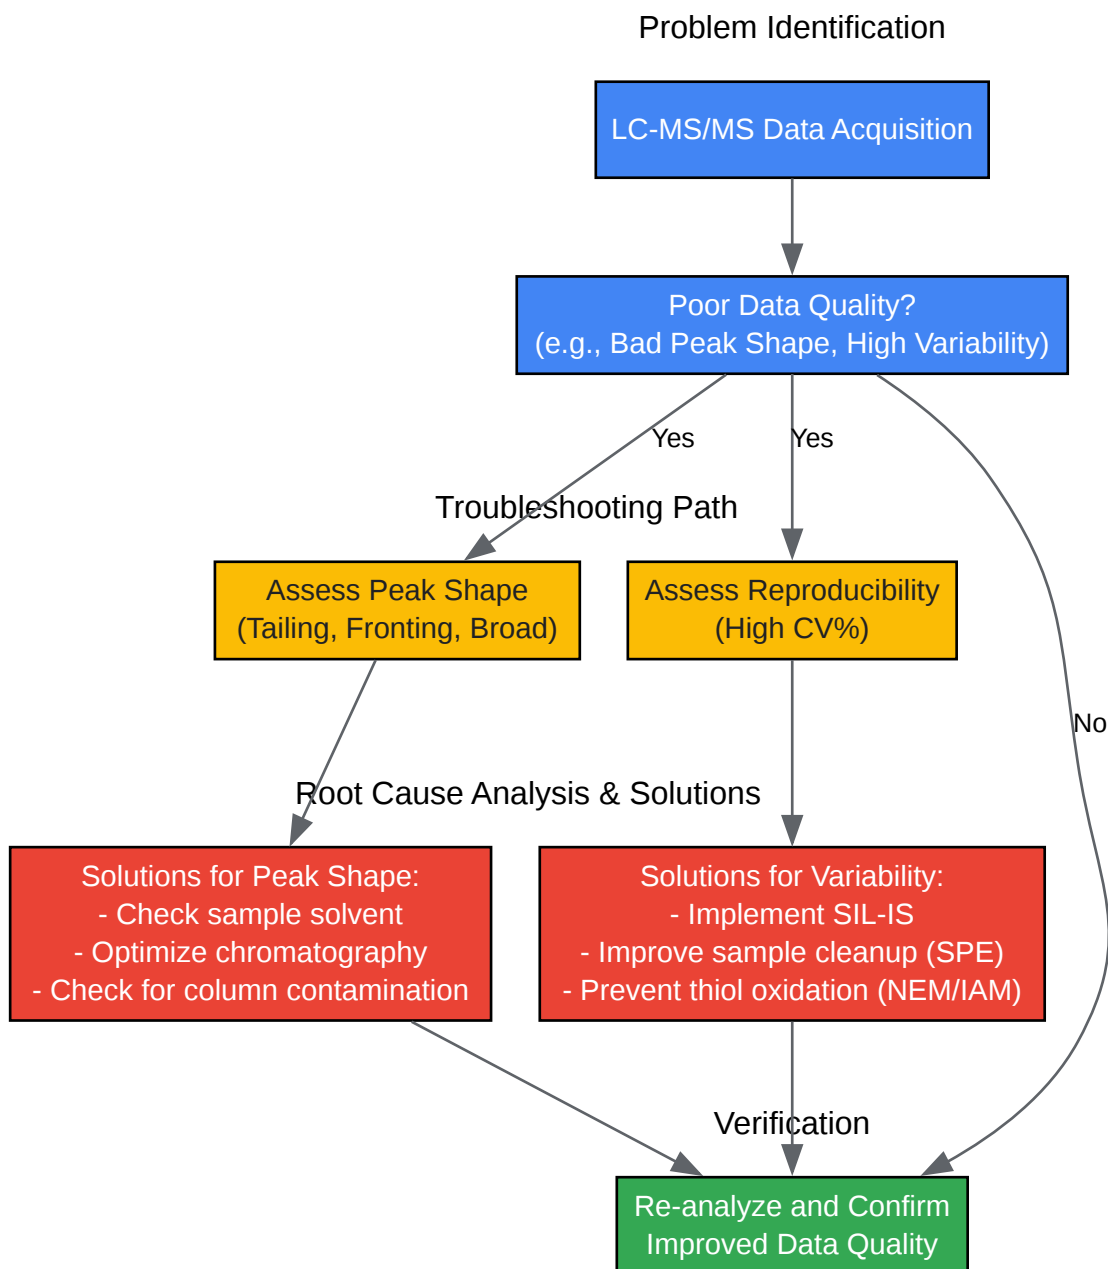 Problem Identification
LC-MS/MS Data Acquisition
Poor Data Quality?
(e.g., Bad Peak Shape, High Variability)
Yes
Yes
Troubleshooting Path
Assess Peak Shape
(Tailing, Fronting, Broad)
Assess Reproducibility
(High CV%)
No
Root Cause Analysis & Solutions
Solutions for Peak Shape:
- Check sample solvent
- Optimize chromatography
- Check for column contamination
Solutions for Variability:
- Implement SIL-IS
- Improve sample cleanup (SPE)
- Prevent thiol oxidation (NEM/IAM)
Verification
Re-analyze and Confirm
Improved Data Quality